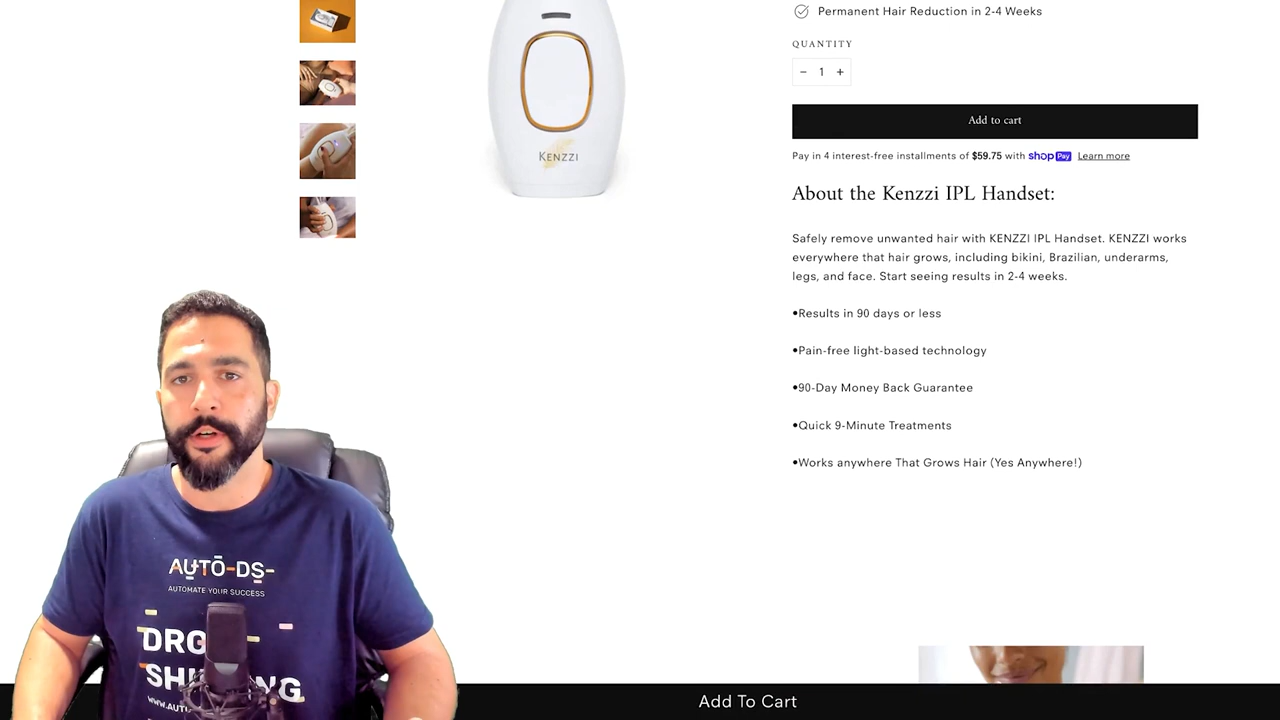 Permanent Hair Reduction in 2-4 Weeks
QUANTITY
− 1 +
Add to cart
Pay in 4 interest-free installments of $59.75 with shop Pay Learn more
KENZZI
About the Kenzzi IPL Handset:
Safely remove unwanted hair with KENZZI IPL Handset. KENZZI works
everywhere that hair grows, including bikini, Brazilian, underarms,
legs, and face. Start seeing results in 2-4 weeks.
•Results in 90 days or less
•Pain-free light-based technology
•90-Day Money Back Guarantee
•Quick 9-Minute Treatments
•Works anywhere That Grows Hair (Yes Anywhere!)
AUTO-DS-
AUTOMATE YOUR SUCCESS
Add To Cart